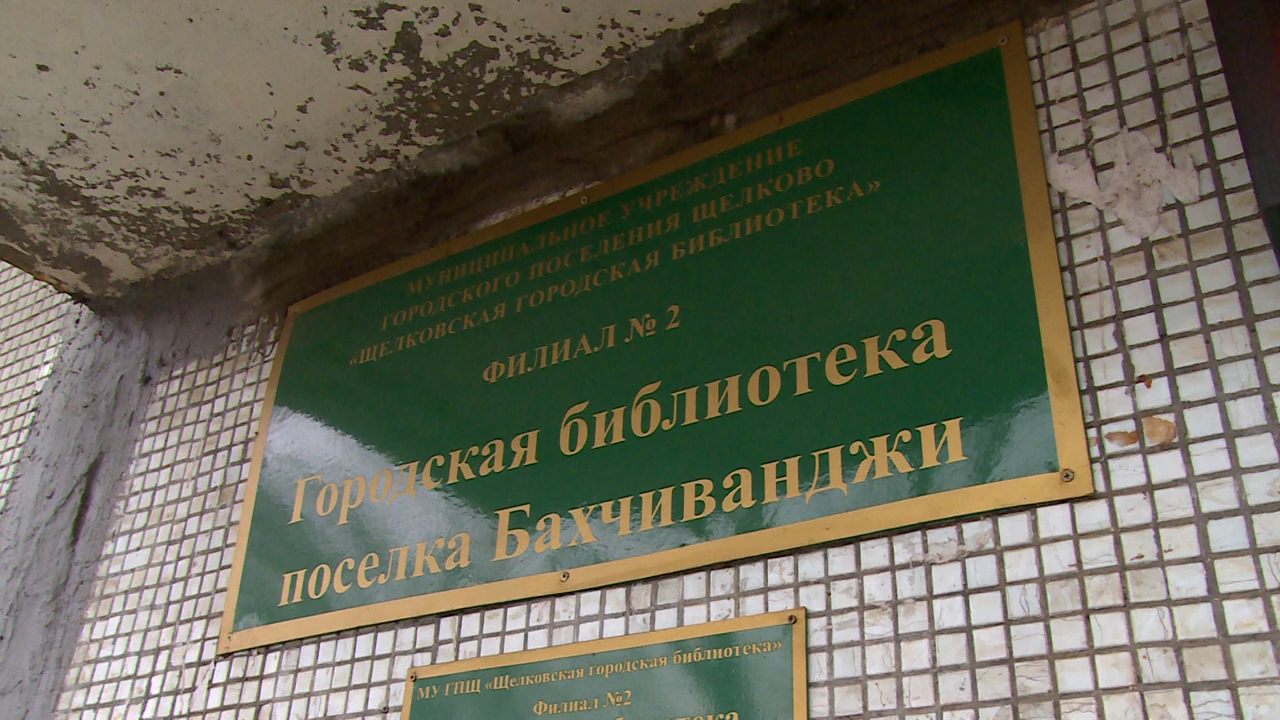 МУНИЦИПАЛЬНОЕ УЧРЕЖДЕНИЕ
ГОРОДСКОГО ПОСЕЛЕНИЯ ЩЕЛКОВО
«ЩЕЛКОВСКАЯ ГОРОДСКАЯ БИБЛИОТЕКА»
ФИЛИАЛ № 2
Городская библиотека
поселка Бахчиванджи
МУ ГПЩ «Щелковская городская библиотека»
Филиал №2
библиотека